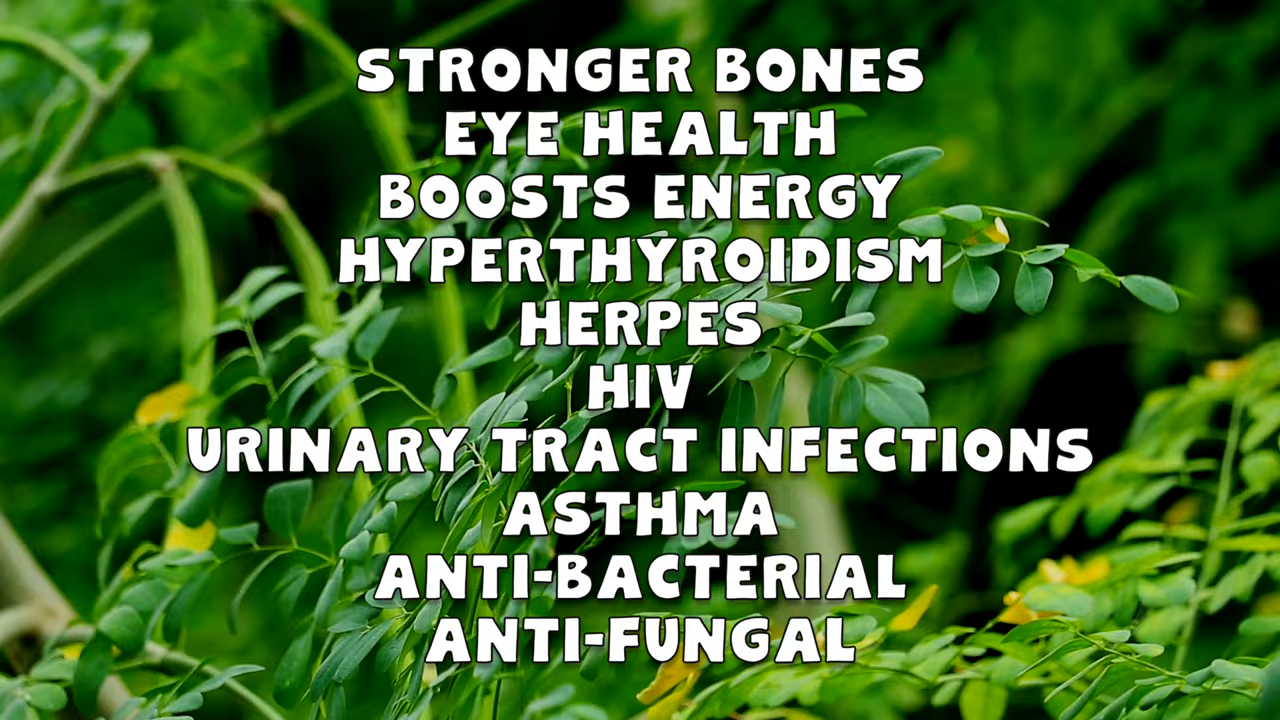 STRONGER BONES
EYE HEALTH
BOOSTS ENERGY
HYPERTHYROIDISM
HERPES
HIV
URINARY TRACT INFECTIONS
ASTHMA
ANTI-BACTERIAL
ANTI-FUNGAL